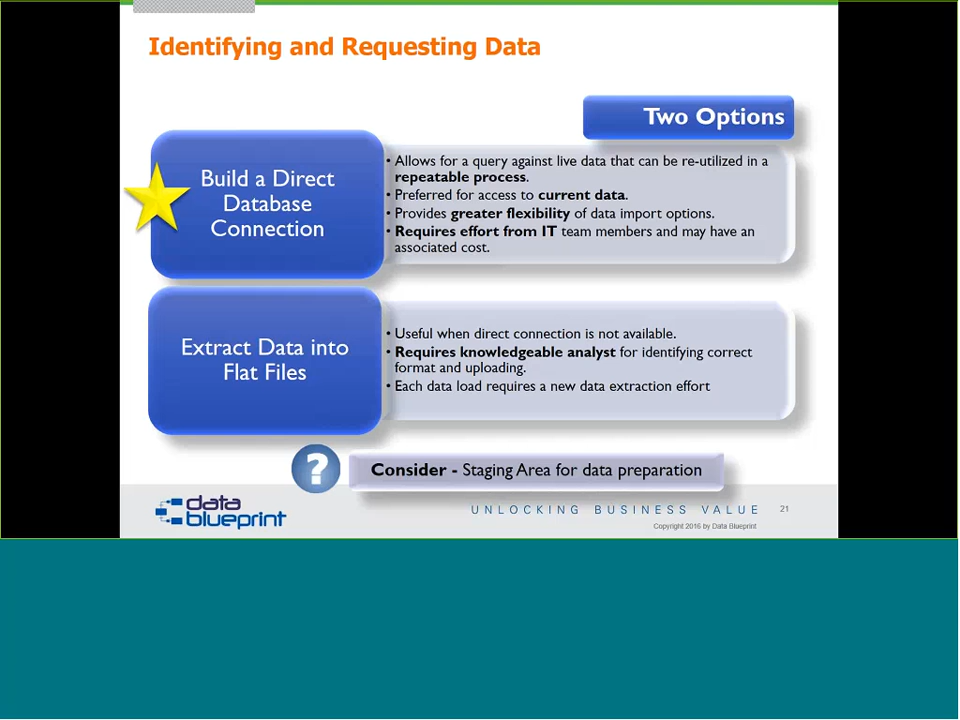 Identifying and Requesting Data
Two Options
Build a Direct
Database
Connection
• Allows for a query against live data that can be re-utilized in a
repeatable process.
• Preferred for access to current data.
• Provides greater flexibility of data import options.
• Requires effort from IT team members and may have an
associated cost.
Extract Data into
Flat Files
• Useful when direct connection is not available.
• Requires knowledgeable analyst for identifying correct
format and uploading.
• Each data load requires a new data extraction effort
?
Consider - Staging Area for data preparation
data
blueprint
UNLOCKING BUSINESS VALUE
21
Copyright 2016 by Data Blueprint